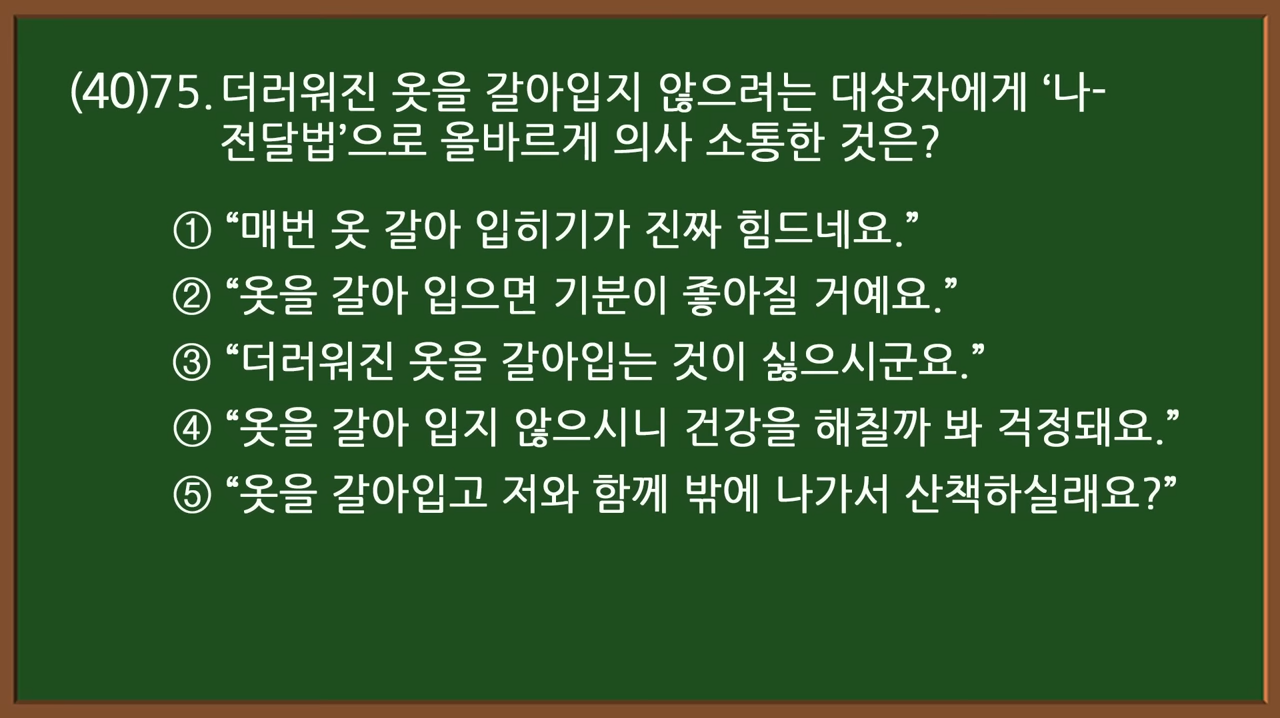 (40)75. 더러워진 옷을 갈아입지 않으려는 대상자에게 ‘나-
전달법’으로 올바르게 의사 소통한 것은?
① “매번 옷 갈아 입히기가 진짜 힘드네요.”
② “옷을 갈아 입으면 기분이 좋아질 거예요.”
③ “더러워진 옷을 갈아입는 것이 싫으시군요.”
④ “옷을 갈아 입지 않으시니 건강을 해칠까 봐 걱정돼요.”
⑤ “옷을 갈아입고 저와 함께 밖에 나가서 산책하실래요?”